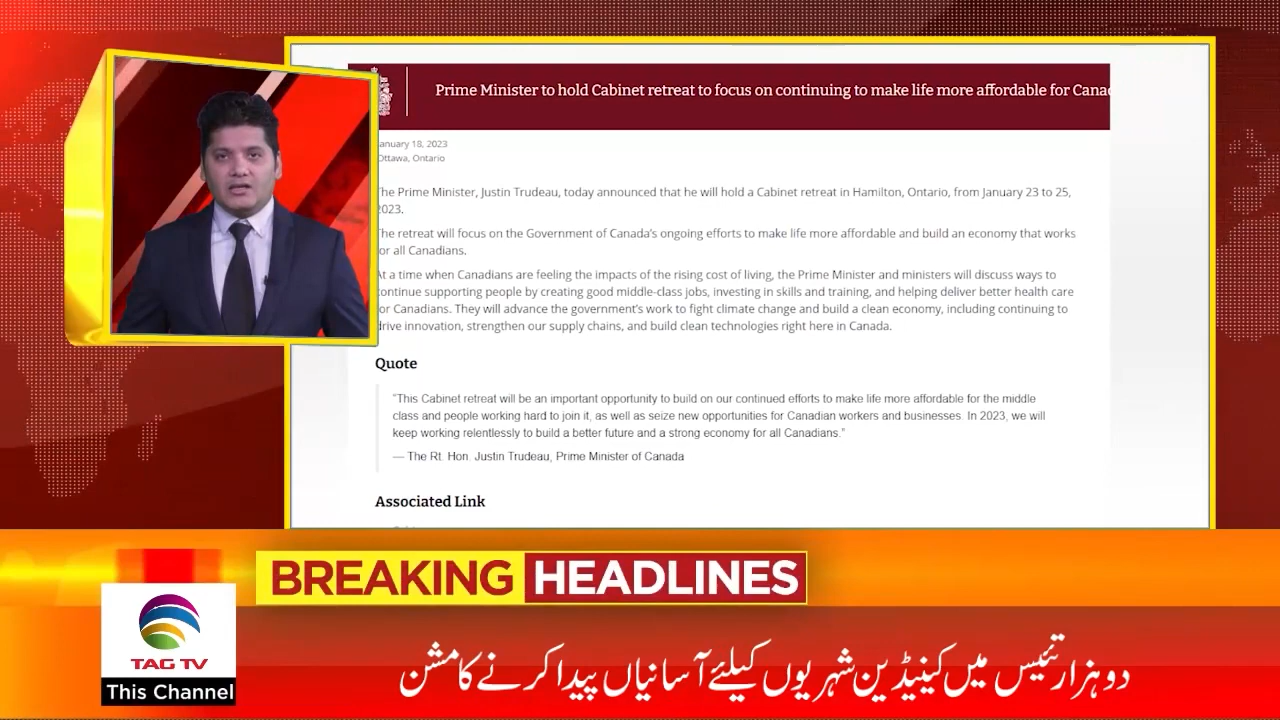 Prime Minister to hold Cabinet retreat to focus on continuing to make life more affordable for Cana
January 18, 2023
Ottawa, Ontario
The Prime Minister, Justin Trudeau, today announced that he will hold a Cabinet retreat in Hamilton, Ontario, from January 23 to 25,
2023.
The retreat will focus on the Government of Canada's ongoing efforts to make life more affordable and build an economy that works
for all Canadians.
At a time when Canadians are feeling the impacts of the rising cost of living, the Prime Minister and ministers will discuss ways to
continue supporting people by creating good middle-class jobs, investing in skills and training, and helping deliver better health care
for Canadians. They will advance the government's work to fight climate change and build a clean economy, including continuing to
drive innovation, strengthen our supply chains, and build clean technologies right here in Canada.
Quote
"This Cabinet retreat will be an important opportunity to build on our continued efforts to make life more affordable for the middle
class and people working hard to join it, as well as seize new opportunities for Canadian workers and businesses. In 2023, we will
keep working relentlessly to build a better future and a strong economy for all Canadians."
— The Rt. Hon. Justin Trudeau, Prime Minister of Canada
Associated Link
BREAKING HEADLINES
TAG TV
This Channel
دو ہزار تئیس میں کینیڈین شہریوں کیلئے آسانیاں پیدا کرنے کا مشن